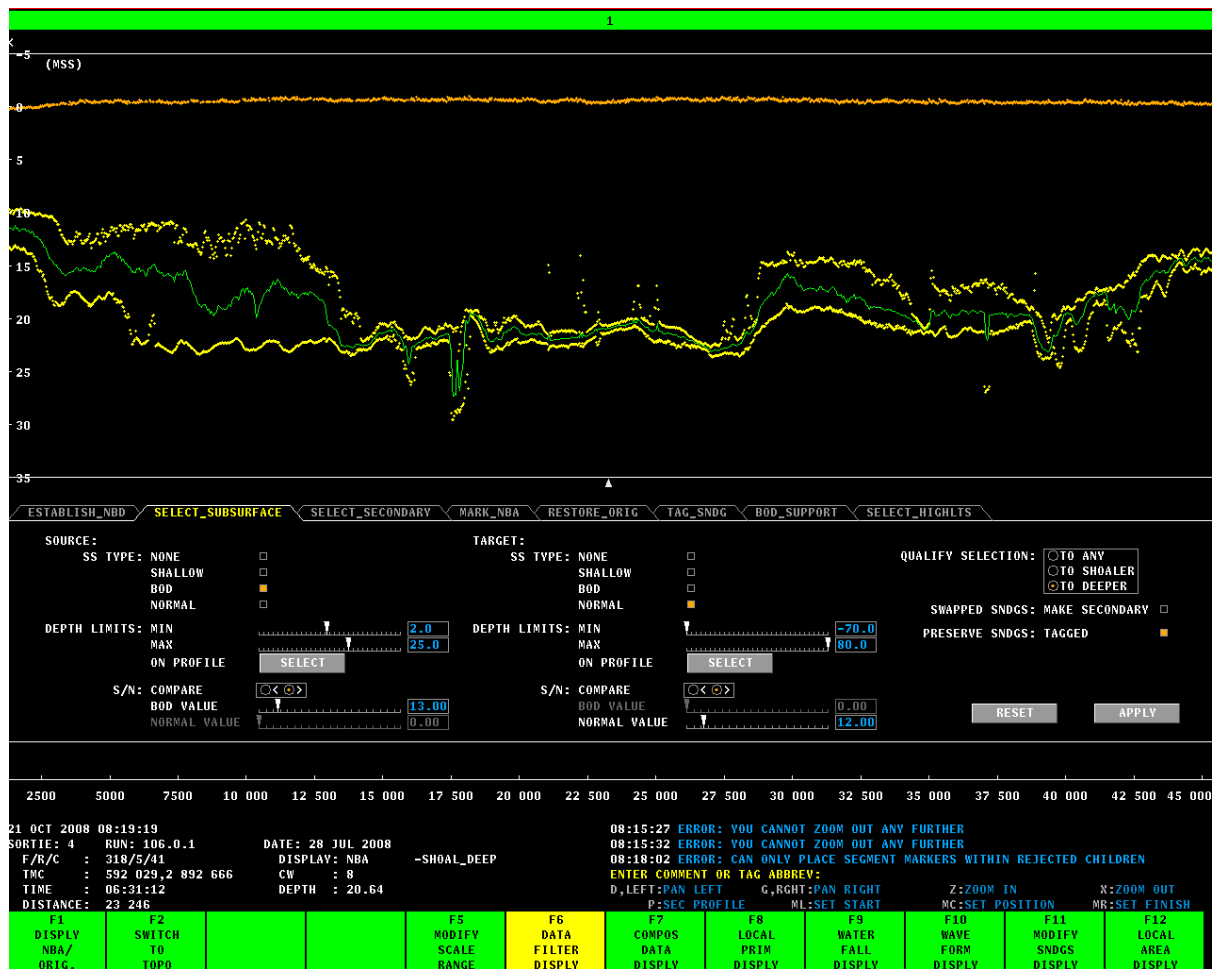 1
-5
(MSS)
0
5
10
15
20
25
30
35
ESTABLISH_NBD SELECT_SUBSURFACE SELECT_SECONDARY MARK_NBA RESTORE_ORIG TAG_SNDG BOD_SUPPORT SELECT_HIGHLTS
SOURCE: TARGET:
SS TYPE: NONE SS TYPE: NONE QUALIFY SELECTION: TO ANY
SHALLOW SHALLOW TO SHOALER
BOD BOD TO DEEPER
NORMAL NORMAL SWAPPED SNDGS: MAKE SECONDARY
DEPTH LIMITS: MIN 2.0 DEPTH LIMITS: MIN -70.0 PRESERVE SNDGS: TAGGED
MAX 25.0 MAX 80.0
ON PROFILE SELECT ON PROFILE SELECT
S/N: COMPARE < > S/N: COMPARE < >
BOD VALUE 13.00 BOD VALUE 0.00 RESET APPLY
NORMAL VALUE 0.00 NORMAL VALUE 12.00
2500 5000 7500 10 000 12 500 15 000 17 500 20 000 22 500 25 000 27 500 30 000 32 500 35 000 37 500 40 000 42 500 45 000
21 OCT 2008 08:19:19 08:15:27 ERROR: YOU CANNOT ZOOM OUT ANY FURTHER
SORTIE: 4 RUN: 106.0.1 DATE: 28 JUL 2008 08:15:32 ERROR: YOU CANNOT ZOOM OUT ANY FURTHER
F/R/C : 318/5/41 DISPLAY: NBA -SHOAL_DEEP 08:18:02 ERROR: CAN ONLY PLACE SEGMENT MARKERS WITHIN REJECTED CHILDREN
TMC : 592 029,2 892 666 CW : 8 ENTER COMMENT OR TAG ABBREV:
TIME : 06:31:12 DEPTH : 20.64 D,LEFT:PAN LEFT G,RGHT:PAN RIGHT Z:ZOOM IN X:ZOOM OUT
DISTANCE: 23 246 P:SEC PROFILE ML:SET START MC:SET POSITION MR:SET FINISH
F1 F2 F5 F6 F7 F8 F9 F10 F11 F12
DISPLY SWITCH MODIFY DATA COMPOS LOCAL WATER WAVE MODIFY LOCAL
NBA/ TO SCALE FILTER DATA PRIM FALL FORM SNDGS AREA
ORIG. TOPO RANGE DISPLY DISPLY DISPLY DISPLY DISPLY DISPLY DISPLY